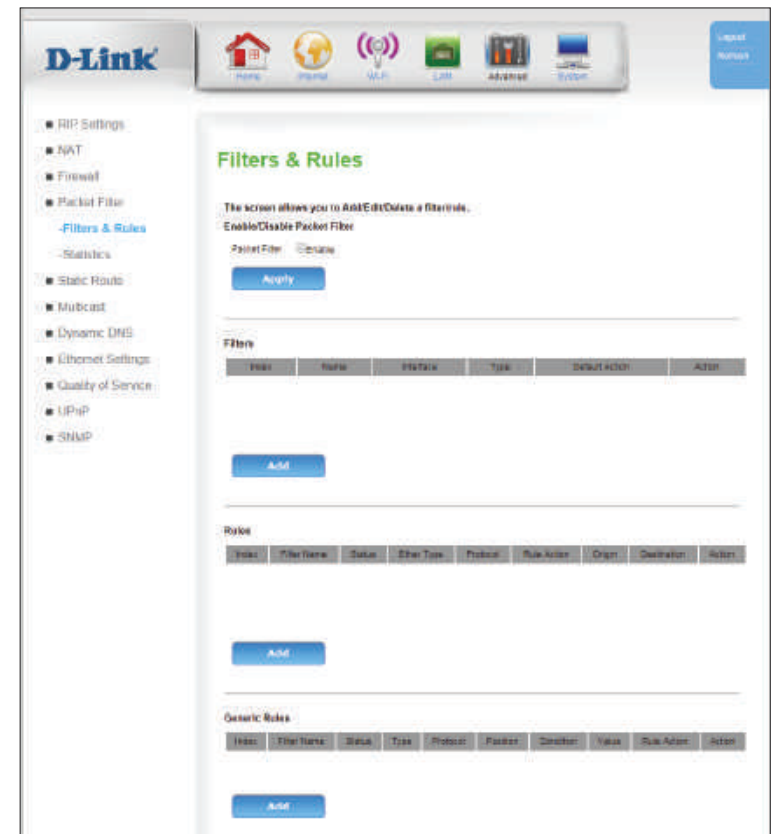 D-Link
Home Internet Wi-Fi LAN Advanced System
Logout
Refresh
RIP Settings
NAT
Firewall
Packet Filter
-Filters & Rules
-Statistics
Static Route
Multicast
Dynamic DNS
Ethernet Settings
Quality of Service
UPnP
SNMP
Filters & Rules
The screen allows you to Add/Edit/Delete a filter/rule.
Enable/Disable Packet Filter
Packet Filter Enable
Apply
Filters
Index Name Interface Type Default Action Action
Add
Rules
Index Filter Name Status Ether Type Protocol Rule Action Origin Destination Action
Add
Generic Rules
Index Filter Name Status Type Protocol Position Condition Value Rule Action Action
Add